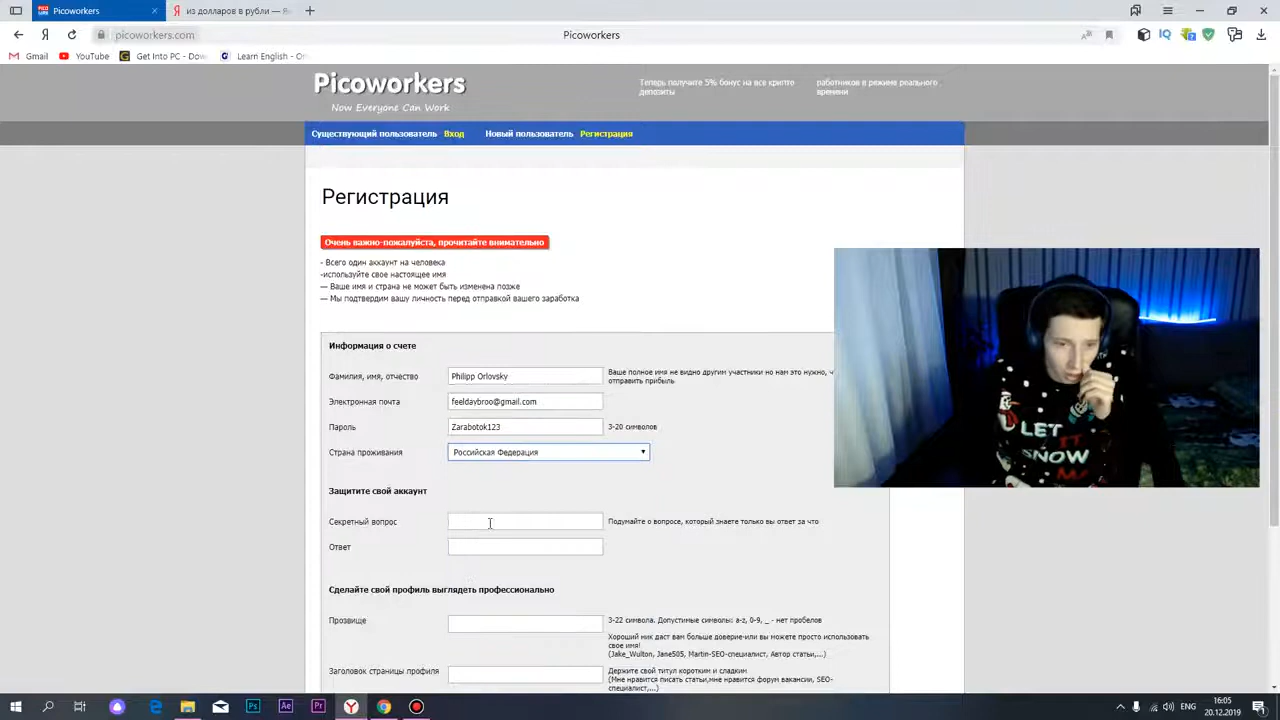 Picoworkers
из долларов в рубли — Я
picoworkers.com
Picoworkers
Gmail
YouTube
Get Into PC - Dow
Learn English - On
Picoworkers
Now Everyone Can Work
Теперь получите 5% бонус на все крипто
депозиты
работников в режиме реального
времени
Существующий пользователь Вход
Новый пользователь Регистрация
Регистрация
Очень важно-пожалуйста, прочитайте внимательно
- Всего один аккаунт на человека
-используйте свое настоящее имя
— Ваше имя и страна не может быть изменена позже
— Мы подтвердим вашу личность перед отправкой вашего заработка
Информация о счете
Фамилия, имя, отчество
Philipp Orlovsky
Ваше полное имя не видно другим участники но нам это нужно, ч
отправить прибыль
Электронная почта
feeldaybroo@gmail.com
Пароль
Zarabotok123
3-20 символов
Страна проживания
Российская Федерация
Защитите свой аккаунт
Секретный вопрос
Подумайте о вопросе, который знаете только вы ответ за что
Ответ
Сделайте свой профиль выглядеть профессионально
Прозвище
3-22 символа. Допустимые символы: a-z, 0-9, _ - нет пробелов
Хороший ник даст вам больше доверие-или вы можете просто использовать
свое имя!
(Jake_Wulton, Jane505, Martin-SEO-специалист, Автор статьи,...)
Заголовок страницы профиля
Держите свой титул коротким и сладким
(Мне нравится писать статьи,мне нравится форум вакансии, SEO-
специалист,...)
LET
IT
SNOW
Ps
Ae
Pr
ENG
16:05
20.12.2019